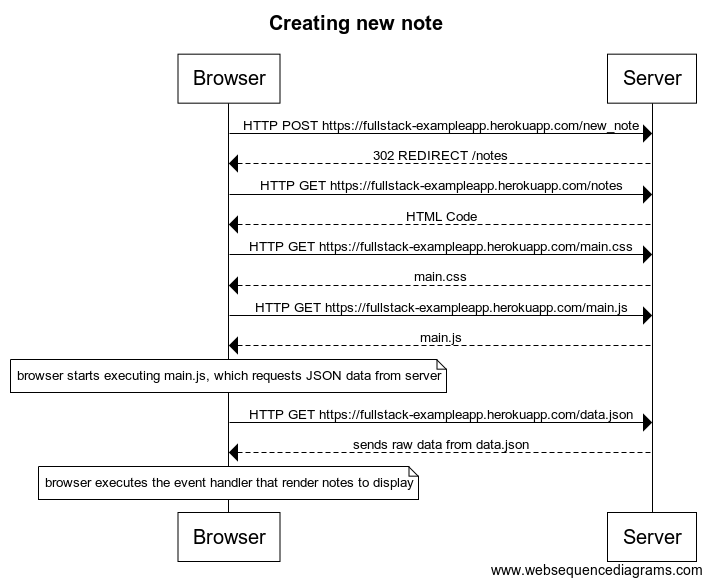 Creating new note
Browser
Server
HTTP POST https://fullstack-exampleapp.herokuapp.com/new_note
302 REDIRECT /notes
HTTP GET https://fullstack-exampleapp.herokuapp.com/notes
HTML Code
HTTP GET https://fullstack-exampleapp.herokuapp.com/main.css
main.css
HTTP GET https://fullstack-exampleapp.herokuapp.com/main.js
main.js
browser starts executing main.js, which requests JSON data from server
HTTP GET https://fullstack-exampleapp.herokuapp.com/data.json
sends raw data from data.json
browser executes the event handler that render notes to display
Browser
Server
www.websequencediagrams.com